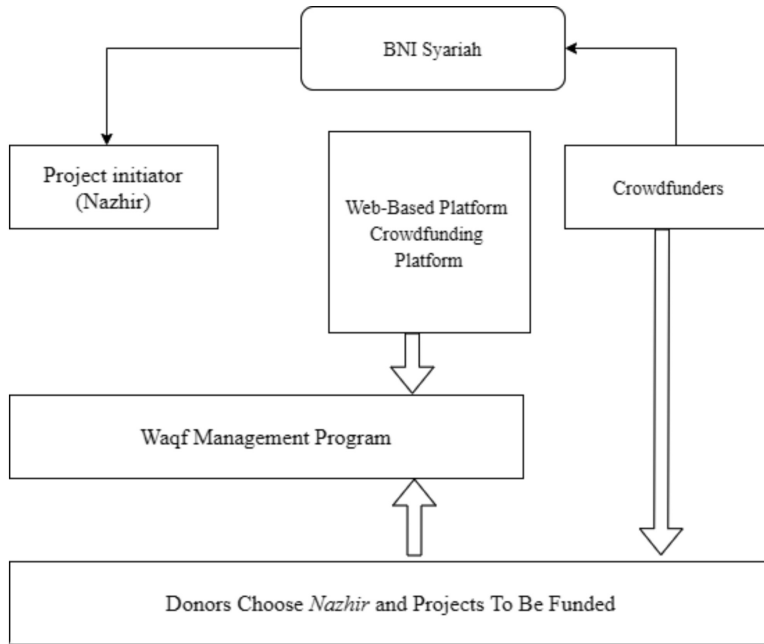 BNI Syariah
Project initiator
(Nazhir)
Web-Based Platform
Crowdfunding
Platform
Crowdfunders
Waqf Management Program
Donors Choose Nazhir and Projects To Be Funded